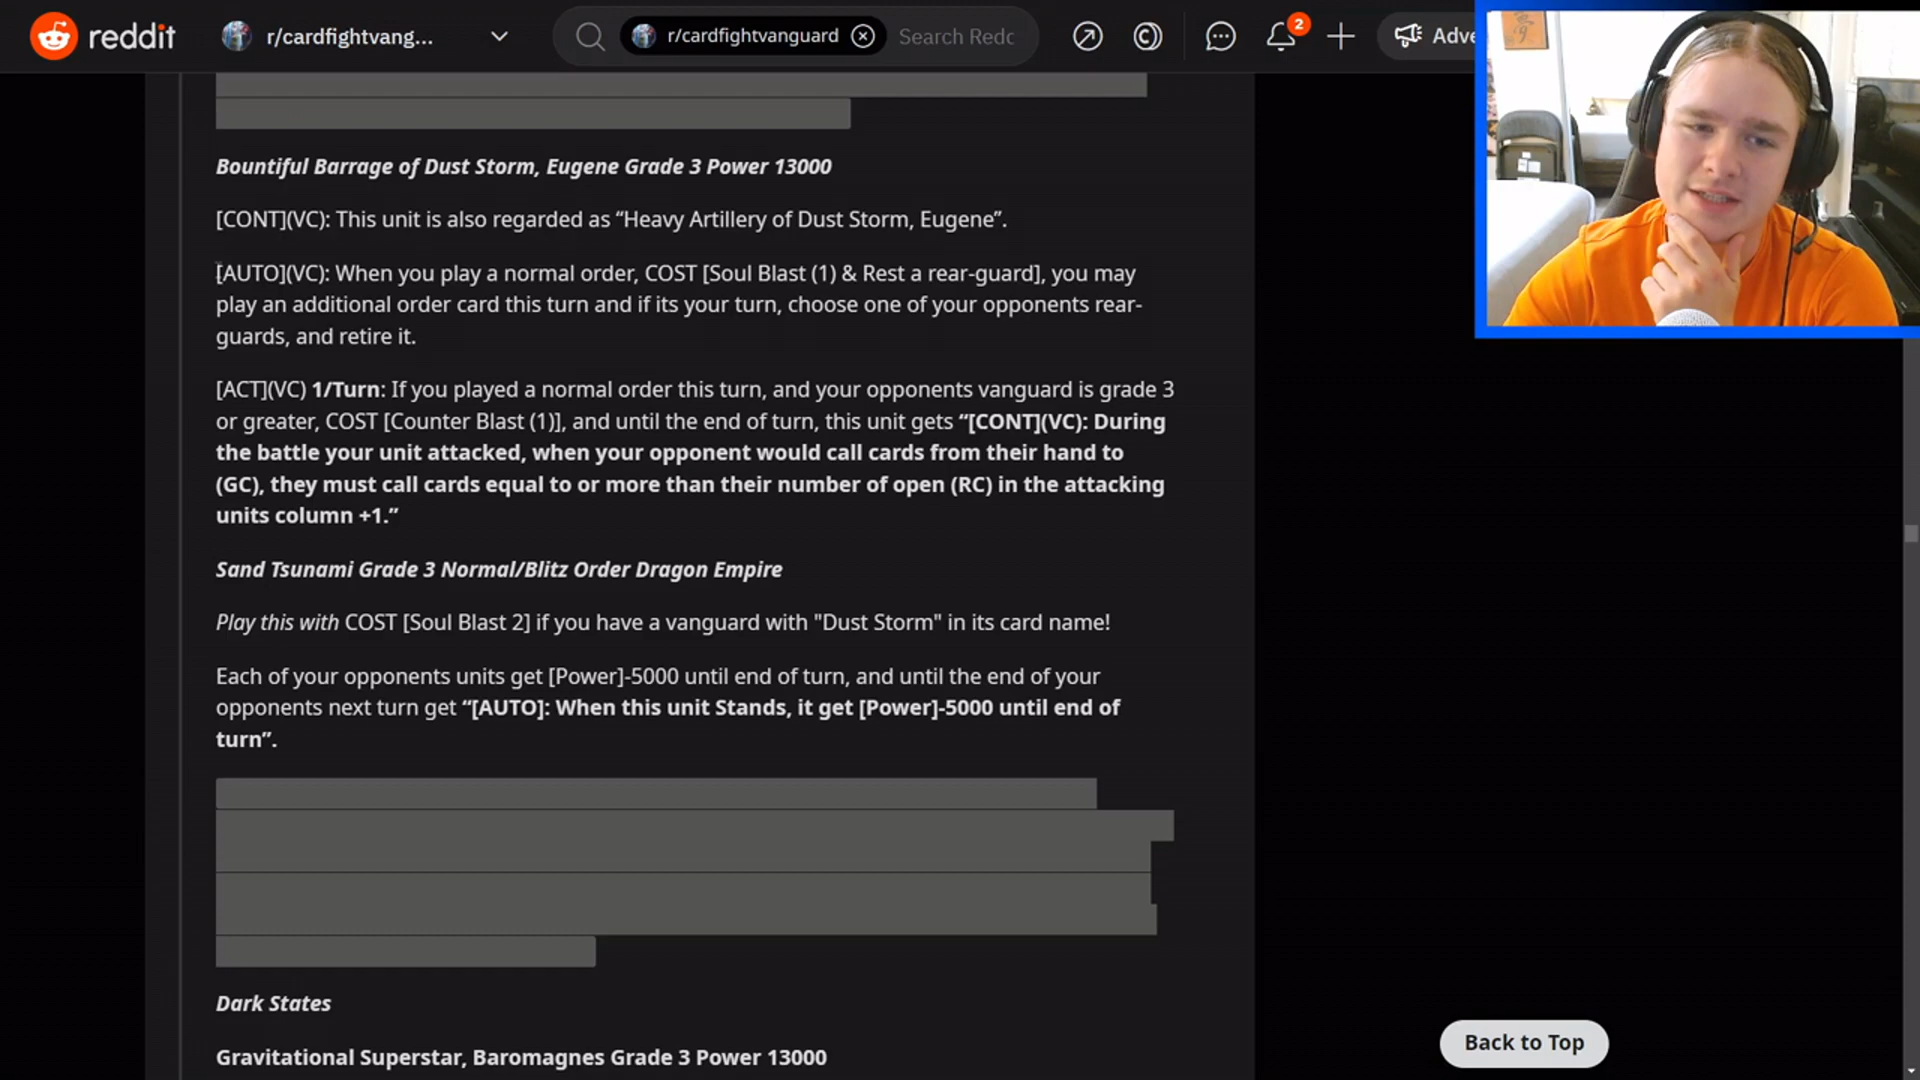 reddit
r/cardfightvang...
r/cardfightvanguard
Search Redc
2
Adve
Bountiful Barrage of Dust Storm, Eugene Grade 3 Power 13000
[CONT](VC): This unit is also regarded as “Heavy Artillery of Dust Storm, Eugene”.
[AUTO](VC): When you play a normal order, COST [Soul Blast (1) & Rest a rear-guard], you may
play an additional order card this turn and if its your turn, choose one of your opponents rear-
guards, and retire it.
[ACT](VC) 1/Turn: If you played a normal order this turn, and your opponents vanguard is grade 3
or greater, COST [Counter Blast (1)], and until the end of turn, this unit gets “[CONT](VC): During
the battle your unit attacked, when your opponent would call cards from their hand to
(GC), they must call cards equal to or more than their number of open (RC) in the attacking
units column +1.”
Sand Tsunami Grade 3 Normal/Blitz Order Dragon Empire
Play this with COST [Soul Blast 2] if you have a vanguard with "Dust Storm" in its card name!
Each of your opponents units get [Power]-5000 until end of turn, and until the end of your
opponents next turn get “[AUTO]: When this unit Stands, it get [Power]-5000 until end of
turn”.
Dark States
Gravitational Superstar, Baromagnes Grade 3 Power 13000
Back to Top